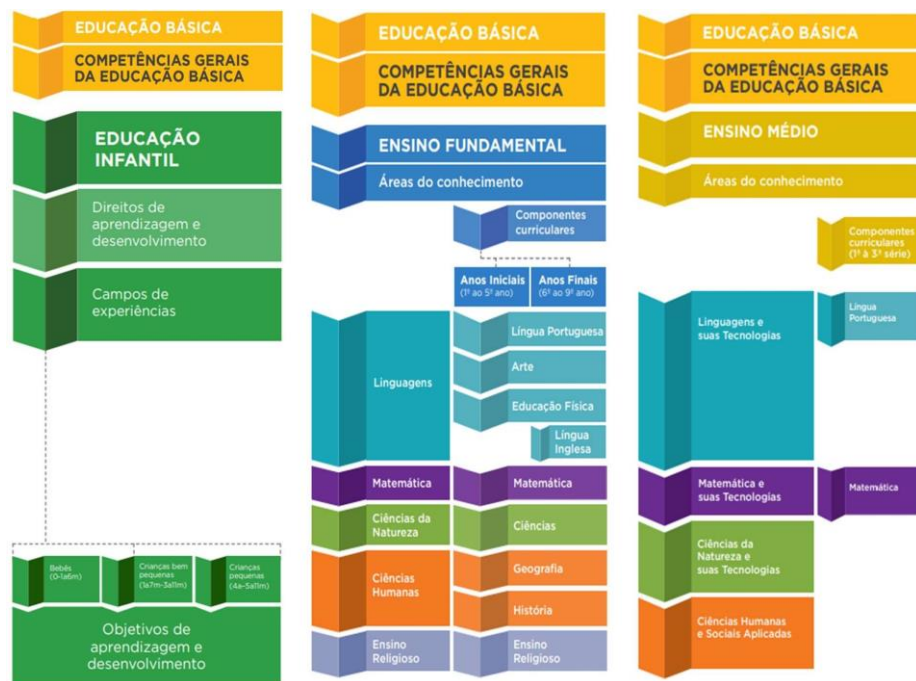 EDUCAÇÃO BÁSICA
COMPETÊNCIAS GERAIS
DA EDUCAÇÃO BÁSICA
EDUCAÇÃO
INFANTIL
Direitos de
aprendizagem e
desenvolvimento
Campos de
experiências
Bebês
(0-1a6m)
Crianças bem
pequenas
(1a7m-3a11m)
Crianças
pequenas
(4a-5a11m)
Objetivos de
aprendizagem e
desenvolvimento
EDUCAÇÃO BÁSICA
COMPETÊNCIAS GERAIS
DA EDUCAÇÃO BÁSICA
ENSINO FUNDAMENTAL
Áreas do conhecimento
Componentes
curriculares
Anos Iniciais
(1º ao 5º ano)
Anos Finais
(6º ao 9º ano)
Linguagens
Língua Portuguesa
Arte
Educação Física
Língua
Inglesa
Matemática
Matemática
Ciências da
Natureza
Ciências
Ciências
Humanas
Geografia
História
Ensino
Religioso
Ensino
Religioso
EDUCAÇÃO BÁSICA
COMPETÊNCIAS GERAIS
DA EDUCAÇÃO BÁSICA
ENSINO MÉDIO
Áreas do conhecimento
Componentes
curriculares
(1ª à 3ª série)
Linguagens e
suas Tecnologias
Língua
Portuguesa
Matemática e
suas Tecnologias
Matemática
Ciências da
Natureza e
suas Tecnologias
Ciências Humanas
e Sociais Aplicadas